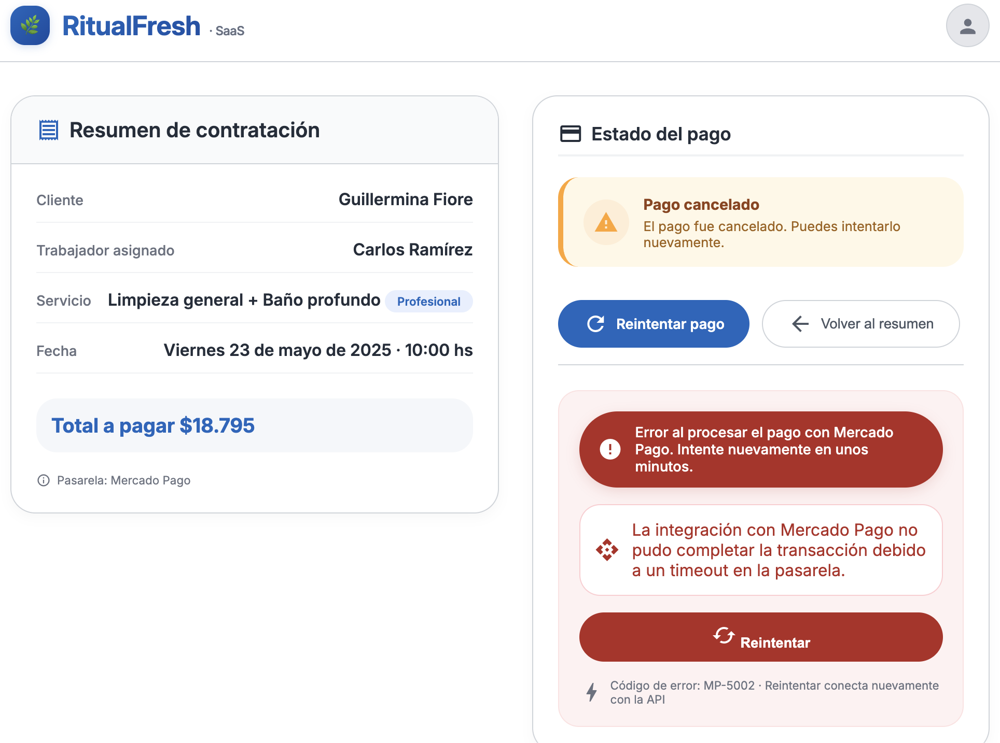 RitualFresh · SaaS
Resumen de contratación
Cliente Guillermina Fiore
Trabajador asignado Carlos Ramírez
Servicio Limpieza general + Baño profundo Profesional
Fecha Viernes 23 de mayo de 2025 · 10:00 hs
Total a pagar $18.795
Pasarela: Mercado Pago
Estado del pago
Pago cancelado
El pago fue cancelado. Puedes intentarlo
nuevamente.
Reintentar pago
Volver al resumen
Error al procesar el pago con Mercado
Pago. Intente nuevamente en unos
minutos.
La integración con Mercado Pago no
pudo completar la transacción debido
a un timeout en la pasarela.
Reintentar
Código de error: MP-5002 · Reintentar conecta nuevamente
con la API